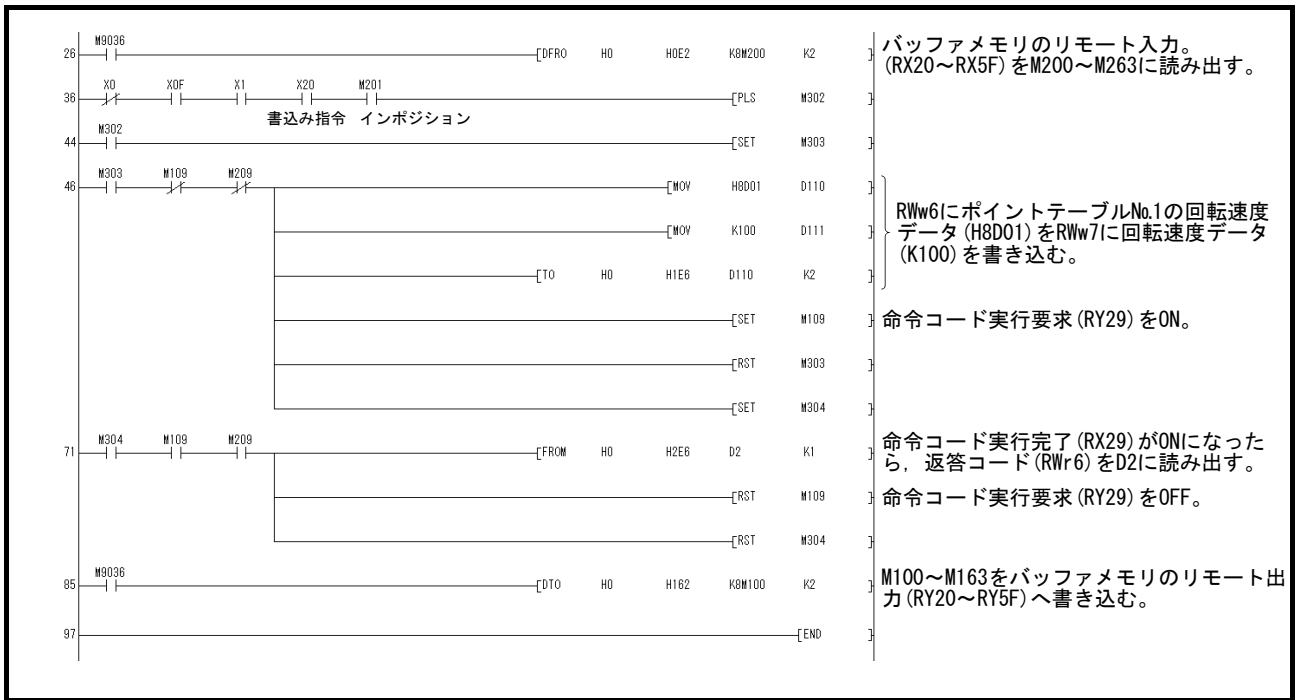 M9036
26 [DFRO H0 H0E2 K8M200 K2 ] バッファメモリのリモート入力。
(RX20～RX5F)をM200～M263に読み出す。
X0 X0F X1 X20 M201
36 [PLS M302 ]
書込み指令 インポジション
M302
44 [SET M303 ]
M303 M109 M209
46 [MOV H8D01 D110 ]
RWw6にポイントテーブル№1の回転速度
データ(H8D01)をRWw7に回転速度データ
(K100)を書き込む。
[MOV K100 D111 ]
[TO H0 H1E6 D110 K2 ]
[SET M109 ] 命令コード実行要求(RY29)をON。
[RST M303 ]
[SET M304 ]
M304 M109 M209
71 [FROM H0 H2E6 D2 K1 ] 命令コード実行完了(RX29)がONになった
ら，返答コード(RWr6)をD2に読み出す。
[RST M109 ] 命令コード実行要求(RY29)をOFF。
[RST M304 ]
M9036
85 [DTO H0 H162 K8M100 K2 ] M100～M163をバッファメモリのリモート出
力(RY20～RY5F)へ書き込む。
97 [END ]